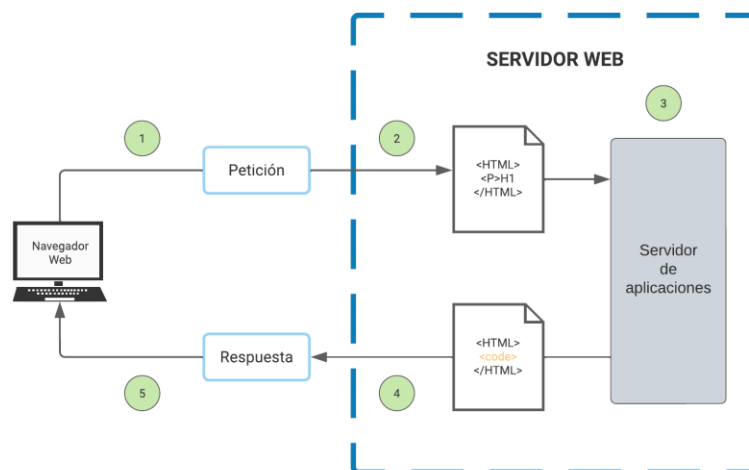 SERVIDOR WEB
1
2
3
Petición
<HTML>
<P>H1
</HTML>
Navegador
Web
Servidor
de
aplicaciones
Respuesta
<HTML>
<code>
</HTML>
5
4